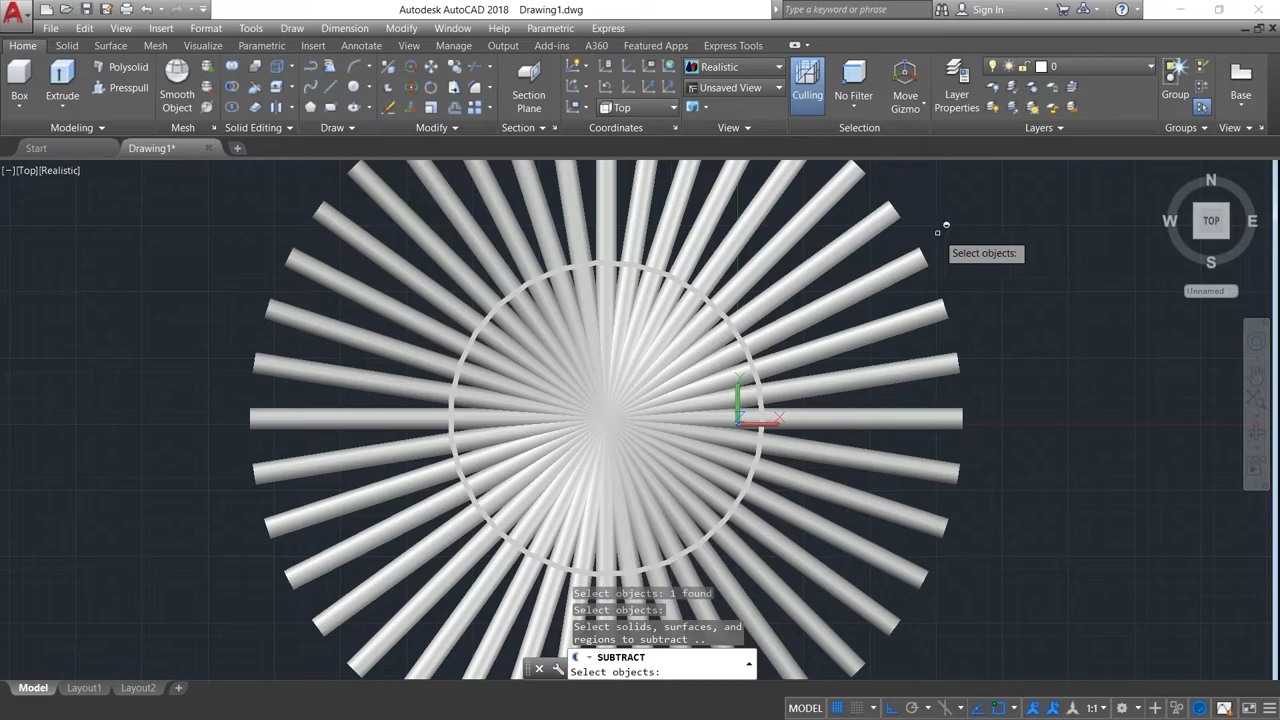 Autodesk AutoCAD 2018 Drawing1.dwg
Type a keyword or phrase
Sign In
File Edit View Insert Format Tools Draw Dimension Modify Window Help Parametric Express
Home Solid Surface Mesh Visualize Parametric Insert Annotate View Manage Output Add-ins A360 Featured Apps Express Tools
Box
Extrude
Polysolid
Presspull
Smooth
Object
Section
Plane
Realistic
Unsaved View
Top
Culling
No Filter
Move
Gizmo
Layer
Properties
0
Group
Base
Modeling Mesh Solid Editing Draw Modify Section Coordinates View Selection Layers Groups View
Start Drawing1*
[−][Top][Realistic]
N
W TOP E
S
Unnamed
Select objects:
X
Select objects: 1 found
Select objects:
Select solids, surfaces, and
regions to subtract ..
SUBTRACT
Select objects:
Model Layout1 Layout2
MODEL 1:1